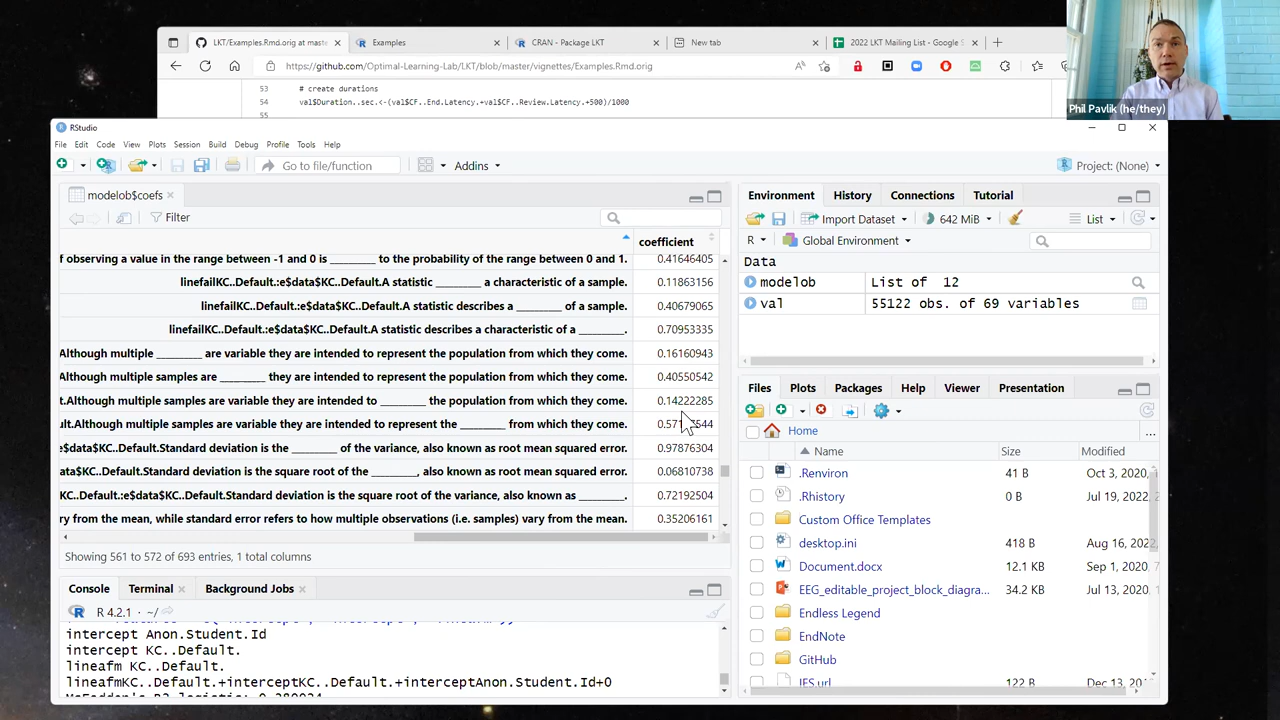 LKT/Examples.Rmd.orig at mast
Examples
CRAN - Package LKT
New tab
2022 LKT Mailing List - Google S
https://github.com/Optimal-Learning-Lab/LKT/blob/master/vignettes/Examples.Rmd.orig
53 # create durations
54 val$Duration..sec.<-(val$CF..End.Latency.+val$CF..Review.Latency.+500)/1000
55
Phil Pavlik (he/they)
RStudio
File Edit Code View Plots Session Build Debug Profile Tools Help
Go to file/function
Addins
Project: (None)
modelob$coefs
Filter
coefficient
f observing a value in the range between -1 and 0 is ________ to the probability of the range between 0 and 1. 0.41646405
linefailKC..Default.:e$data$KC..Default.A statistic ________ a characteristic of a sample. 0.11863156
linefailKC..Default.:e$data$KC..Default.A statistic describes a ________ of a sample. 0.40679065
linefailKC..Default.:e$data$KC..Default.A statistic describes a characteristic of a ________. 0.70953335
Although multiple ________ are variable they are intended to represent the population from which they come. 0.16160943
Although multiple samples are ________ they are intended to represent the population from which they come. 0.40550542
t.Although multiple samples are variable they are intended to ________ the population from which they come. 0.14222285
ult.Although multiple samples are variable they are intended to represent the ________ from which they come.
e$data$KC..Default.Standard deviation is the ________ of the variance, also known as root mean squared error. 0.97876304
data$KC..Default.Standard deviation is the square root of the ________, also known as root mean squared error. 0.06810738
KC..Default.:e$data$KC..Default.Standard deviation is the square root of the variance, also known as ________. 0.72192504
ry from the mean, while standard error refers to how multiple observations (i.e. samples) vary from the mean. 0.35206161
Showing 561 to 572 of 693 entries, 1 total columns
Console Terminal Background Jobs
R 4.2.1 · ~/
intercept Anon.Student.Id
intercept KC..Default.
lineafm KC..Default.
lineafmKC..Default.+interceptKC..Default.+interceptAnon.Student.Id+0
Environment History Connections Tutorial
Import Dataset 642 MiB List
R Global Environment
Data
modelob List of 12
val 55122 obs. of 69 variables
Files Plots Packages Help Viewer Presentation
Home ...
Name Size Modified
.Renviron 41 B Oct 3, 2020,
.Rhistory 0 B Jul 19, 2022
Custom Office Templates
desktop.ini 418 B Aug 16, 2022
Document.docx 12.1 KB Sep 1, 2020,
EEG_editable_project_block_diagra... 34.2 KB Jul 13, 2020,
Endless Legend
EndNote
GitHub
IES.url 122 B Dec 13, 201